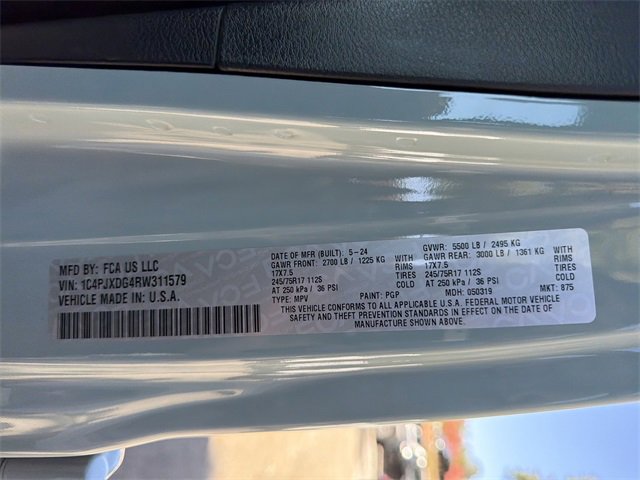 MFD BY: FCA US LLC
VIN: 1C4PJXDG4RW311579
VEHICLE MADE IN U.S.A.
DATE OF MFR (BUILT): 5-24 GVWR: 5500 LB / 2495 KG
GAWR FRONT: 2700 LB / 1225 KG RIMS GAWR REAR: 3000 LB / 1361 KG RIMS
17X7.5 TIRES 17X7.5 TIRES
245/75R17 112S COLD 245/75R17 112S COLD
AT 250 kPa / 36 PSI AT 250 kPa / 36 PSI
TYPE: MPV PAINT: PGP MDH: 050319 MKT: 875
THIS VEHICLE CONFORMS TO ALL APPLICABLE U.S.A. FEDERAL MOTOR VEHICLE
SAFETY AND THEFT PREVENTION STANDARDS IN EFFECT ON THE DATE OF
MANUFACTURE SHOWN ABOVE.